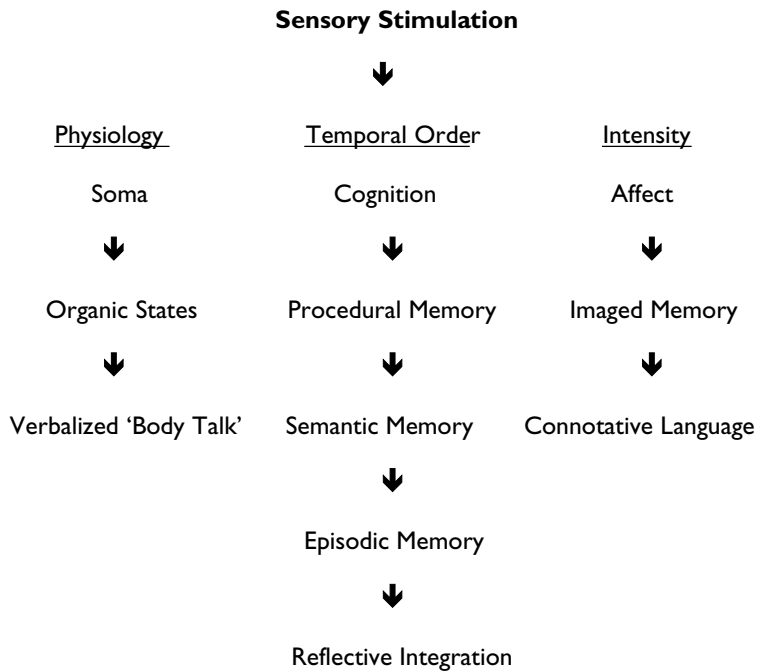 Sensory Stimulation
Physiology Temporal Order Intensity
Soma Cognition Affect
Organic States Procedural Memory Imaged Memory
Verbalized ‘Body Talk’ Semantic Memory Connotative Language
Episodic Memory
Reflective Integration